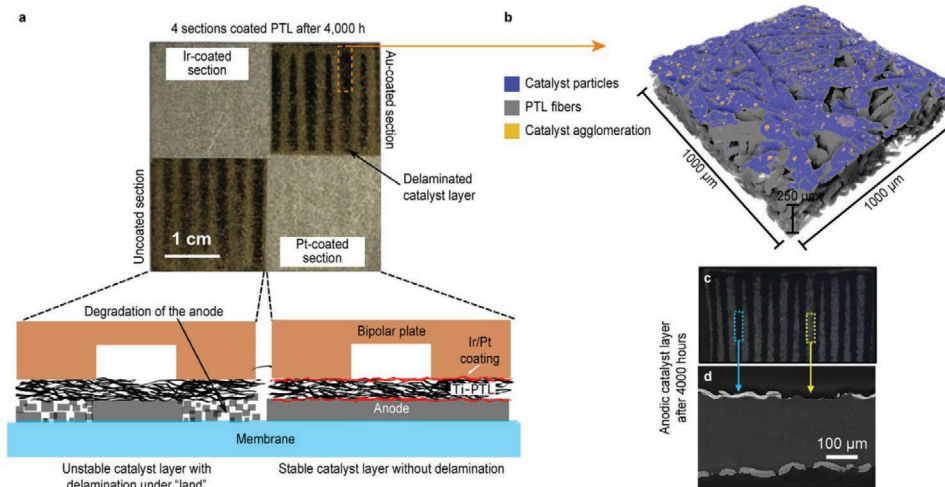 a
4 sections coated PTL after 4,000 h
Ir-coated
section
Au-coated section
Delaminated
catalyst layer
Uncoated section
1 cm
Pt-coated
section
Degradation of the anode
Bipolar plate
Ir/Pt
coating
Ti-PTL
Anode
Membrane
Unstable catalyst layer with
delamination under “land”
Stable catalyst layer without delamination
b
Catalyst particles
PTL fibers
Catalyst agglomeration
1000 µm
250 µm
1000 µm
c
Anodic catalyst layer
after 4000 hours
d
100 µm